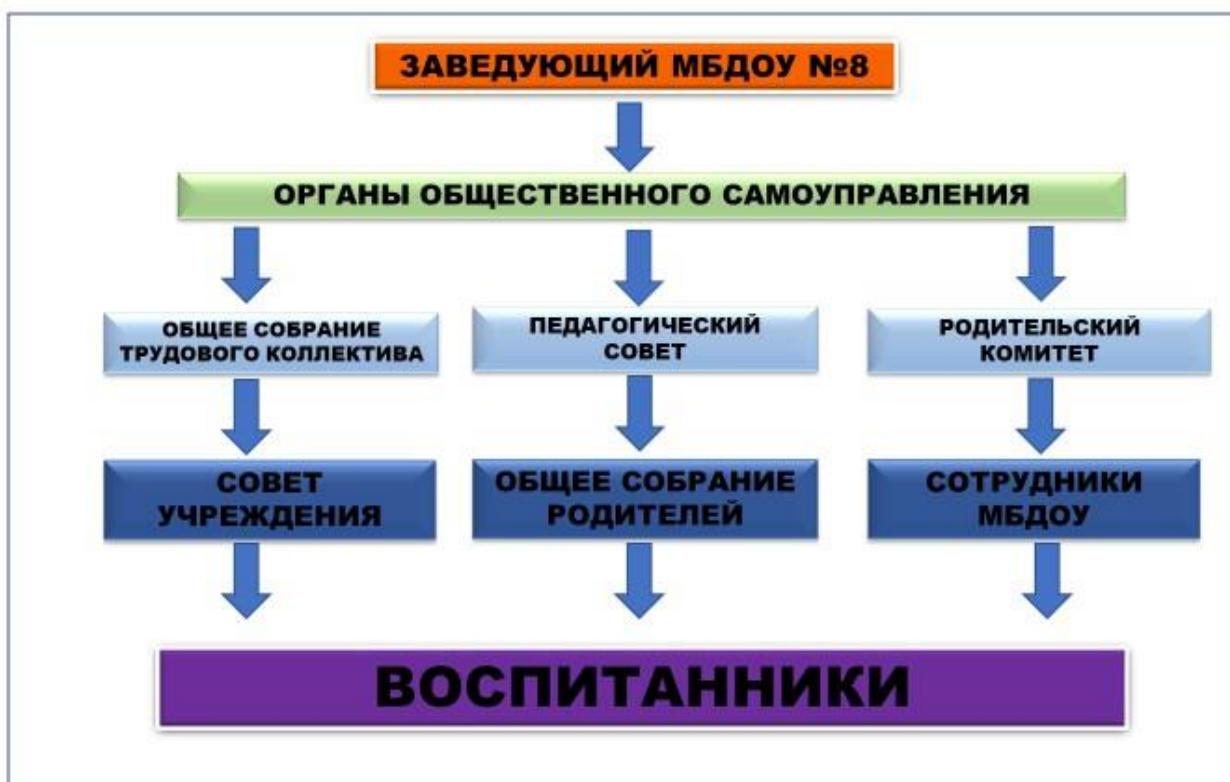 ЗАВЕДУЮЩИЙ МБДОУ №8
ОРГАНЫ ОБЩЕСТВЕННОГО САМОУПРАВЛЕНИЯ
ОБЩЕЕ СОБРАНИЕ
ТРУДОВОГО КОЛЛЕКТИВА
ПЕДАГОГИЧЕСКИЙ
СОВЕТ
РОДИТЕЛЬСКИЙ
КОМИТЕТ
СОВЕТ
УЧРЕЖДЕНИЯ
ОБЩЕЕ СОБРАНИЕ
РОДИТЕЛЕЙ
СОТРУДНИКИ
МБДОУ
ВОСПИТАННИКИ